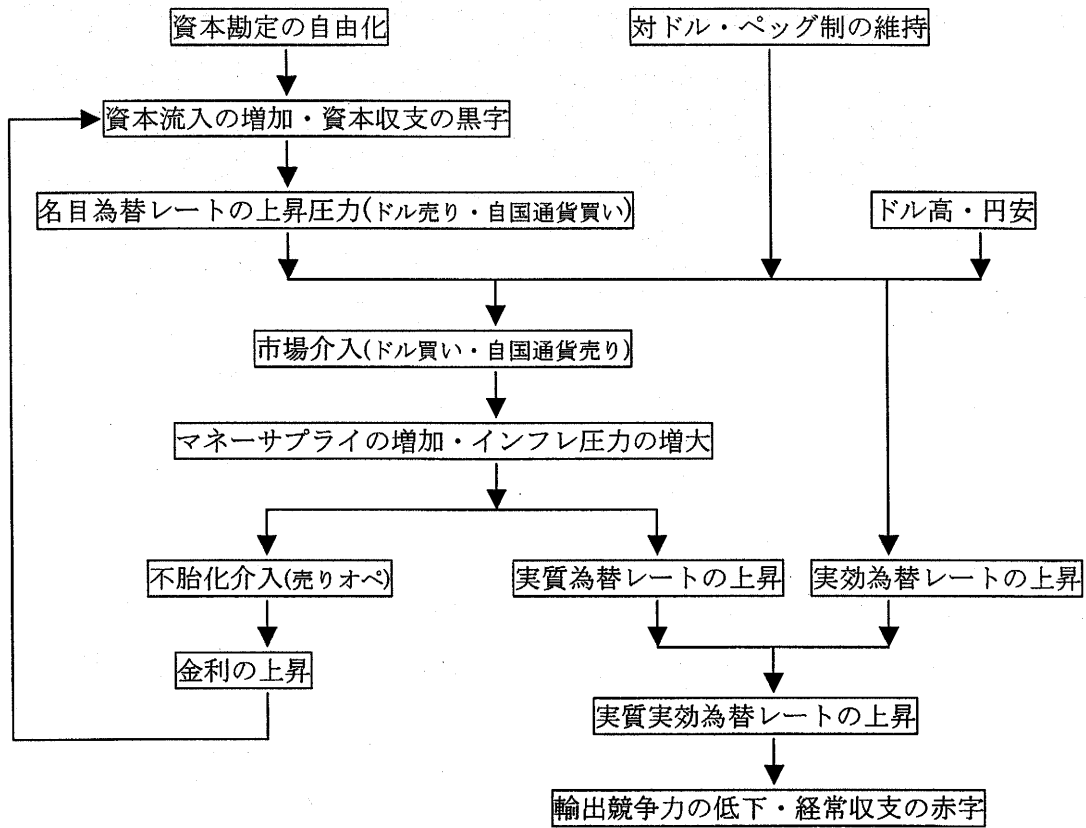 資本勘定の自由化
対ドル・ペッグ制の維持
資本流入の増加・資本収支の黒字
名目為替レートの上昇圧力(ドル売り・自国通貨買い)
ドル高・円安
市場介入(ドル買い・自国通貨売り)
マネーサプライの増加・インフレ圧力の増大
不胎化介入(売りオペ)
実質為替レートの上昇
実効為替レートの上昇
金利の上昇
実質実効為替レートの上昇
輸出競争力の低下・経常収支の赤字